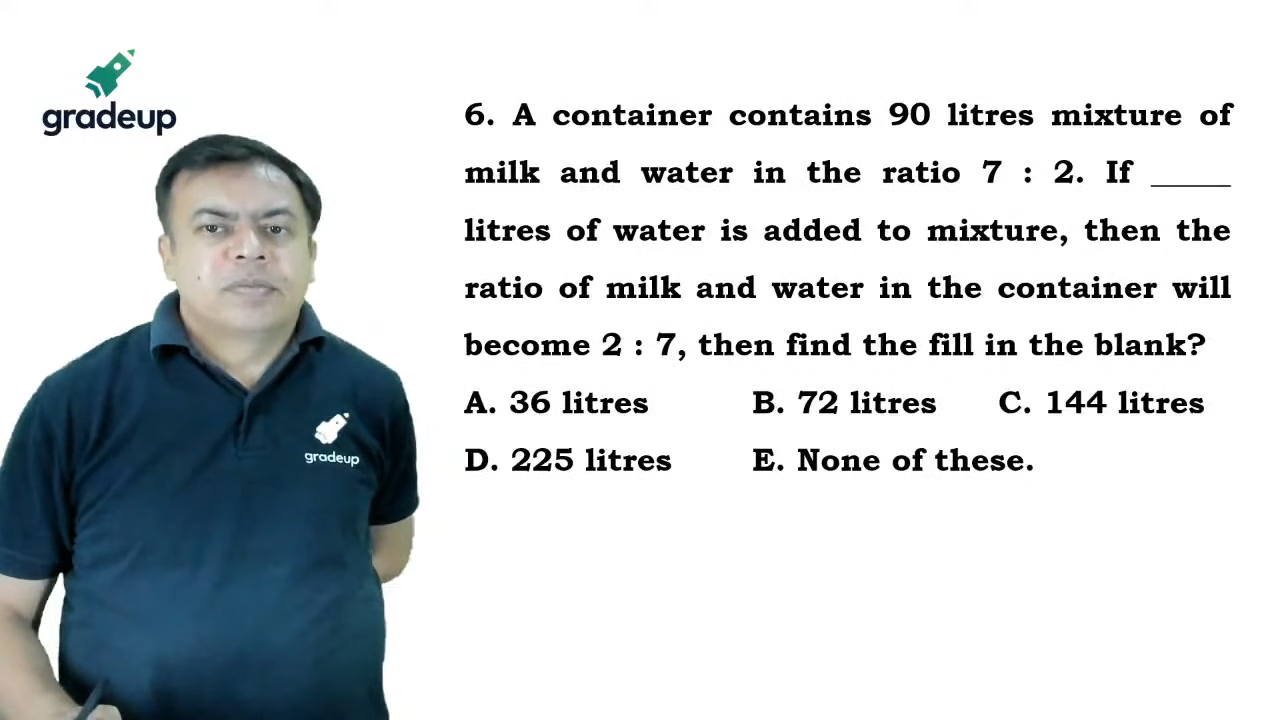 gradeup
6. A container contains 90 litres mixture of
milk and water in the ratio 7 : 2. If _____
litres of water is added to mixture, then the
ratio of milk and water in the container will
become 2 : 7, then find the fill in the blank?
A. 36 litres B. 72 litres C. 144 litres
D. 225 litres E. None of these.
gradeup